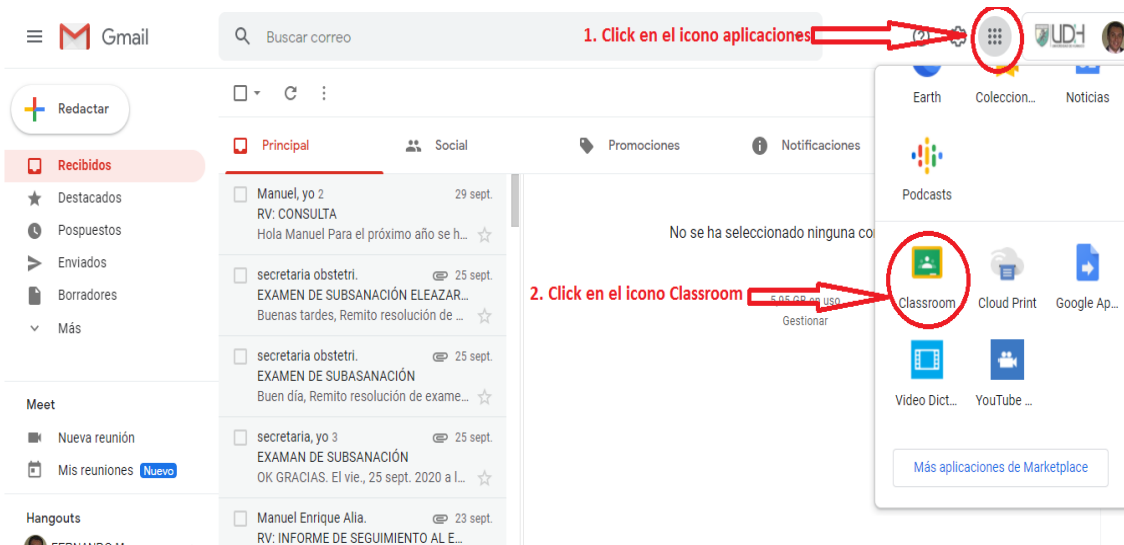 Gmail
Buscar correo
1. Click en el icono aplicaciones
UDH
Redactar
Recibidos
Destacados
Pospuestos
Enviados
Borradores
Más
Meet
Nueva reunión
Mis reuniones Nuevo
Hangouts
Principal
Social
Promociones
Notificaciones
Manuel, yo 2 29 sept.
RV: CONSULTA
Hola Manuel Para el próximo año se h...
secretaria obstetri. 25 sept.
EXAMEN DE SUBSANACIÓN ELEAZAR...
Buenas tardes, Remito resolución de ...
secretaria obstetri. 25 sept.
EXAMEN DE SUBASANACIÓN
Buen día, Remito resolución de exame...
secretaria, yo 3 25 sept.
EXAMAN DE SUBSANACIÓN
OK GRACIAS. El vie., 25 sept. 2020 a l...
Manuel Enrique Alia. 23 sept.
RV: INFORME DE SEGUIMIENTO AL E...
No se ha seleccionado ninguna co
2. Click en el icono Classroom
5,95 GB en uso
Gestionar
Earth
Coleccion...
Noticias
Podcasts
Classroom
Cloud Print
Google Ap...
Video Dict...
YouTube ...
Más aplicaciones de Marketplace